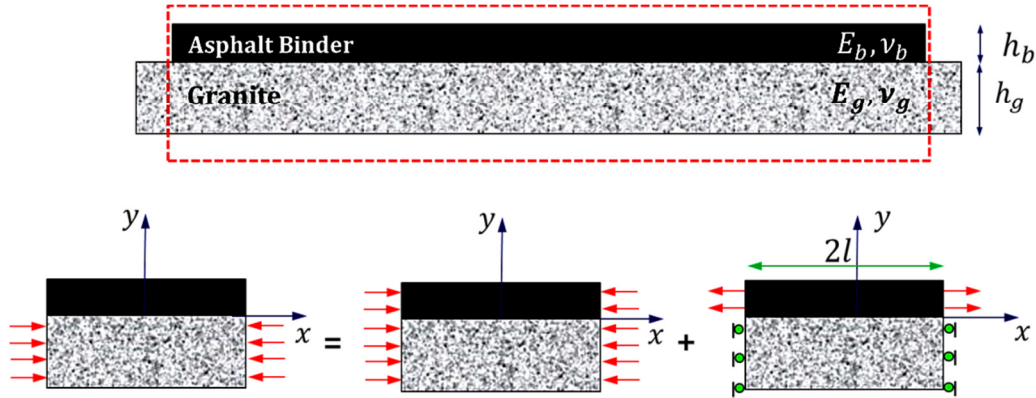 Asphalt Binder
E_b, ν_b
h_b
Granite
E_g, ν_g
h_g
y
x
=
y
x
+
2l
y
x